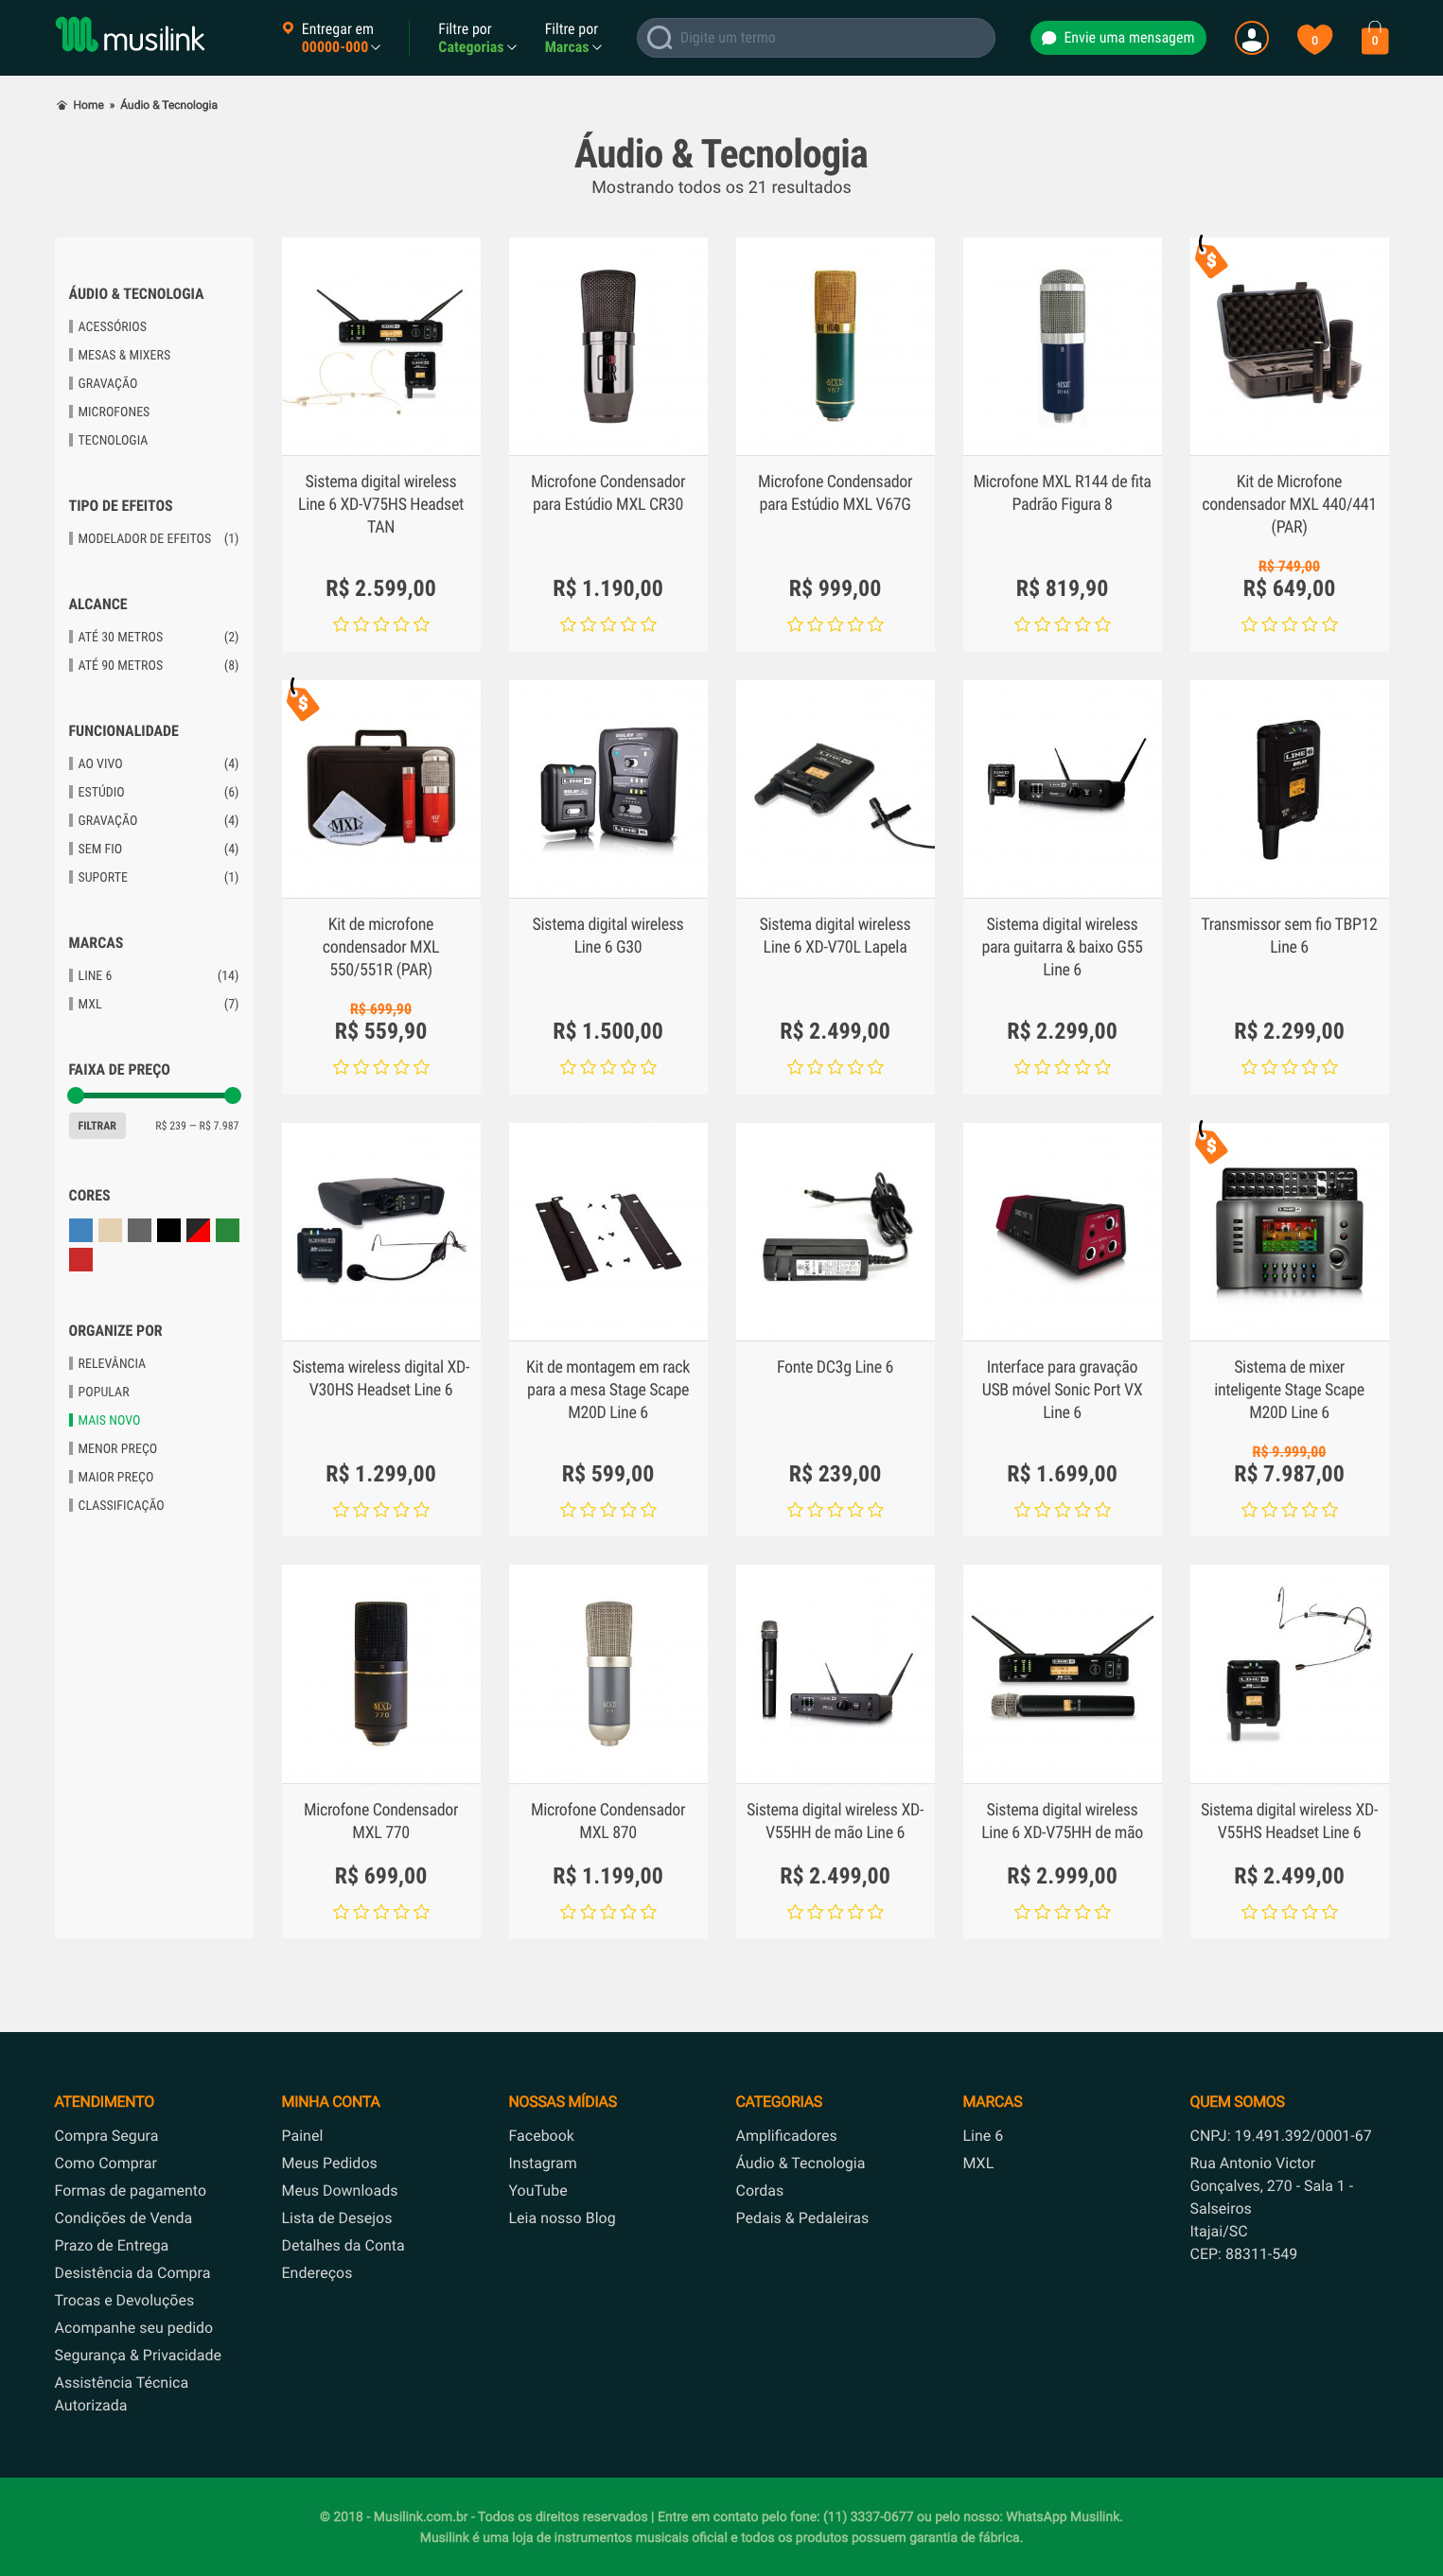 musilink
Entregar em
00000-000
Filtre por
Categorias
Filtre por
Marcas
Digite um termo
Envie uma mensagem
0
0
Home » Áudio & Tecnologia
Áudio & Tecnologia
Mostrando todos os 21 resultados
ÁUDIO & TECNOLOGIA
ACESSÓRIOS
MESAS & MIXERS
GRAVAÇÃO
MICROFONES
TECNOLOGIA
TIPO DE EFEITOS
MODELADOR DE EFEITOS (1)
ALCANCE
ATÉ 30 METROS (2)
ATÉ 90 METROS (8)
FUNCIONALIDADE
AO VIVO (4)
ESTÚDIO (6)
GRAVAÇÃO (4)
SEM FIO (4)
SUPORTE (1)
MARCAS
LINE 6 (14)
MXL (7)
FAIXA DE PREÇO
FILTRAR R$ 239 — R$ 7.987
CORES
ORGANIZE POR
RELEVÂNCIA
POPULAR
MAIS NOVO
MENOR PREÇO
MAIOR PREÇO
CLASSIFICAÇÃO
Sistema digital wireless
Line 6 XD-V75HS Headset
TAN
R$ 2.599,00
Microfone Condensador
para Estúdio MXL CR30
R$ 1.190,00
Microfone Condensador
para Estúdio MXL V67G
R$ 999,00
Microfone MXL R144 de fita
Padrão Figura 8
R$ 819,90
Kit de Microfone
condensador MXL 440/441
(PAR)
R$ 749,00
R$ 649,00
Kit de microfone
condensador MXL
550/551R (PAR)
R$ 699,90
R$ 559,90
Sistema digital wireless
Line 6 G30
R$ 1.500,00
Sistema digital wireless
Line 6 XD-V70L Lapela
R$ 2.499,00
Sistema digital wireless
para guitarra & baixo G55
Line 6
R$ 2.299,00
Transmissor sem fio TBP12
Line 6
R$ 2.299,00
Sistema wireless digital XD-
V30HS Headset Line 6
R$ 1.299,00
Kit de montagem em rack
para a mesa Stage Scape
M20D Line 6
R$ 599,00
Fonte DC3g Line 6
R$ 239,00
Interface para gravação
USB móvel Sonic Port VX
Line 6
R$ 1.699,00
Sistema de mixer
inteligente Stage Scape
M20D Line 6
R$ 9.999,00
R$ 7.987,00
MXL
770
Microfone Condensador
MXL 770
R$ 699,00
Microfone Condensador
MXL 870
R$ 1.199,00
Sistema digital wireless XD-
V55HH de mão Line 6
R$ 2.499,00
Sistema digital wireless
Line 6 XD-V75HH de mão
R$ 2.999,00
Sistema digital wireless XD-
V55HS Headset Line 6
R$ 2.499,00
ATENDIMENTO
Compra Segura
Como Comprar
Formas de pagamento
Condições de Venda
Prazo de Entrega
Desistência da Compra
Trocas e Devoluções
Acompanhe seu pedido
Segurança & Privacidade
Assistência Técnica
Autorizada
MINHA CONTA
Painel
Meus Pedidos
Meus Downloads
Lista de Desejos
Detalhes da Conta
Endereços
NOSSAS MÍDIAS
Facebook
Instagram
YouTube
Leia nosso Blog
CATEGORIAS
Amplificadores
Áudio & Tecnologia
Cordas
Pedais & Pedaleiras
MARCAS
Line 6
MXL
QUEM SOMOS
CNPJ: 19.491.392/0001-67
Rua Antonio Victor
Gonçalves, 270 - Sala 1 -
Salseiros
Itajai/SC
CEP: 88311-549
© 2018 - Musilink.com.br - Todos os direitos reservados | Entre em contato pelo fone: (11) 3337-0677 ou pelo nosso: WhatsApp Musilink.
Musilink é uma loja de instrumentos musicais oficial e todos os produtos possuem garantia de fábrica.